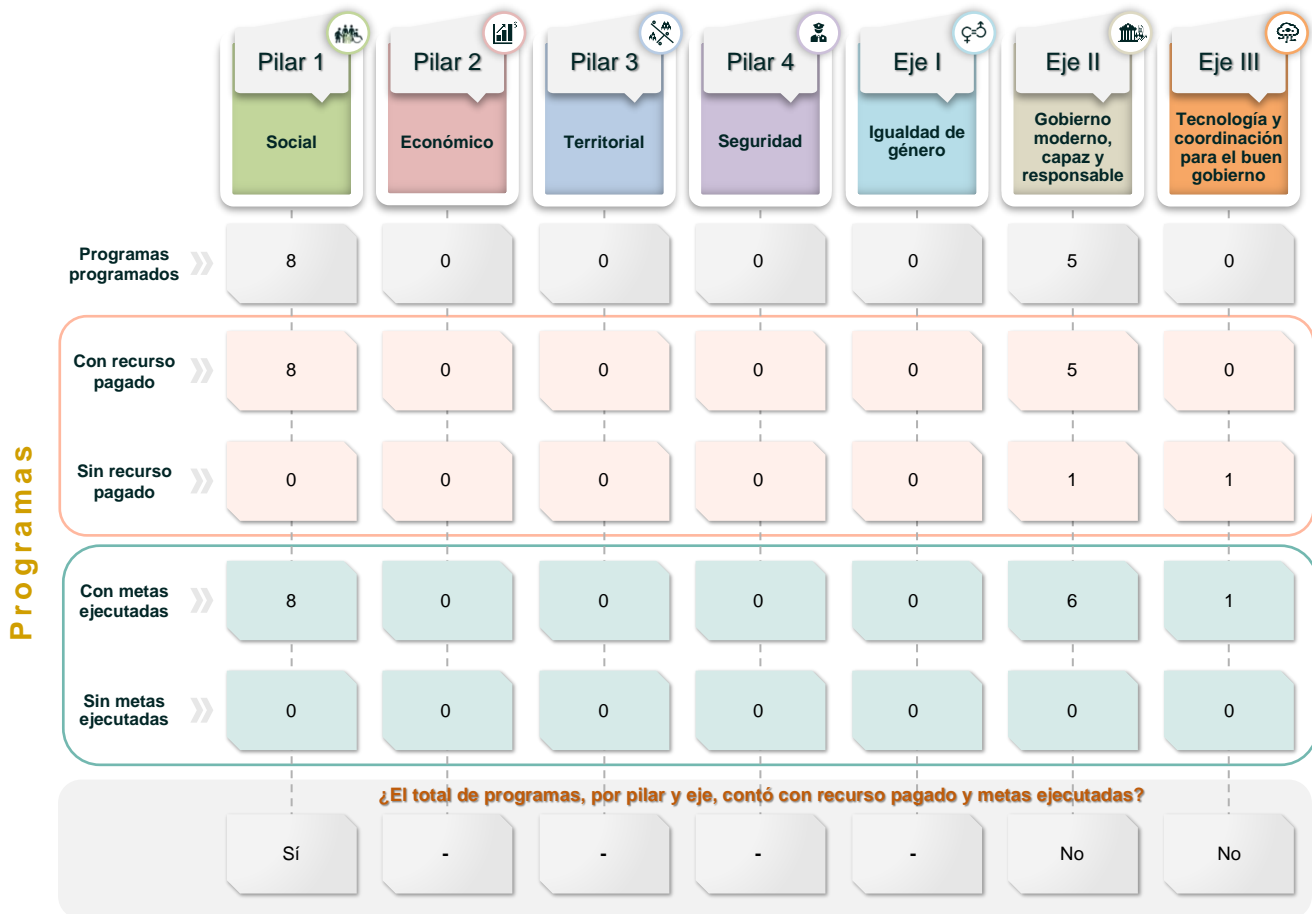 Pilar 1
Pilar 2
Pilar 3
Pilar 4
Eje I
Eje II
Eje III
Social
Económico
Territorial
Seguridad
Igualdad de
género
Gobierno
moderno,
capaz y
responsable
Tecnología y
coordinación
para el buen
gobierno
Programas
Programas
programados
8 0 0 0 0 5 0
Con recurso
pagado
8 0 0 0 0 5 0
Sin recurso
pagado
0 0 0 0 0 1 1
Con metas
ejecutadas
8 0 0 0 0 6 1
Sin metas
ejecutadas
0 0 0 0 0 0 0
¿El total de programas, por pilar y eje, contó con recurso pagado y metas ejecutadas?
Sí - - - - No No